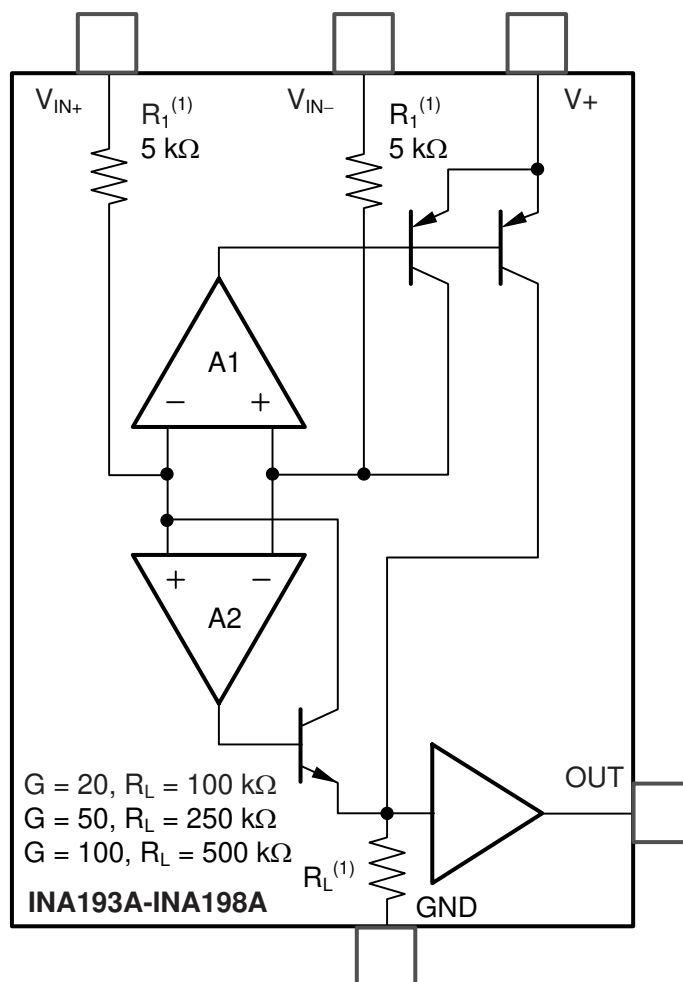 V_IN+
R_1^(1)
5 kΩ
V_IN–
R_1^(1)
5 kΩ
V+
A1
– +
+ –
A2
OUT
G = 20, R_L = 100 kΩ
G = 50, R_L = 250 kΩ
G = 100, R_L = 500 kΩ
R_L^(1)
INA193A-INA198A
GND